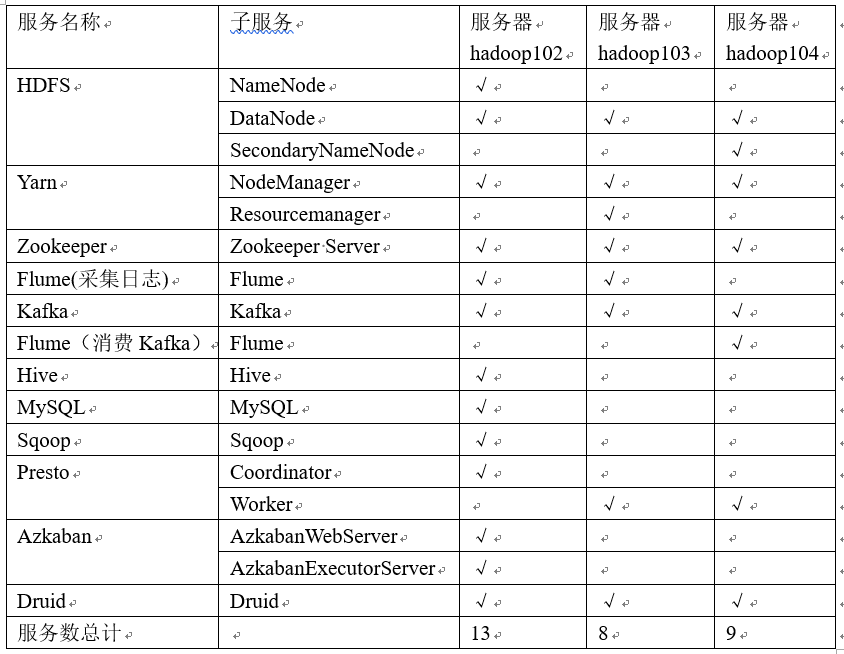 服务名称 子服务 服务器 服务器 服务器
hadoop102 hadoop103 hadoop104
HDFS NameNode √
DataNode √ √ √
SecondaryNameNode √
Yarn NodeManager √ √ √
Resourcemanager √
Zookeeper Zookeeper Server √ √ √
Flume(采集日志) Flume √ √
Kafka Kafka √ √ √
Flume（消费 Kafka） Flume √
Hive Hive √
MySQL MySQL √
Sqoop Sqoop √
Presto Coordinator √
Worker √ √
Azkaban AzkabanWebServer √
AzkabanExecutorServer √
Druid Druid √ √ √
服务数总计 13 8 9